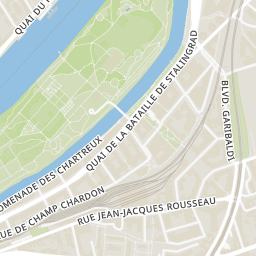 QUAI DU
QUAI DE LA BATAILLE DE STALINGRAD
BLVD. GARIBALDI
OMENADE DES CHARTREUX
UE DE CHAMP CHARDON
RUE JEAN-JACQUES ROUSSEAU